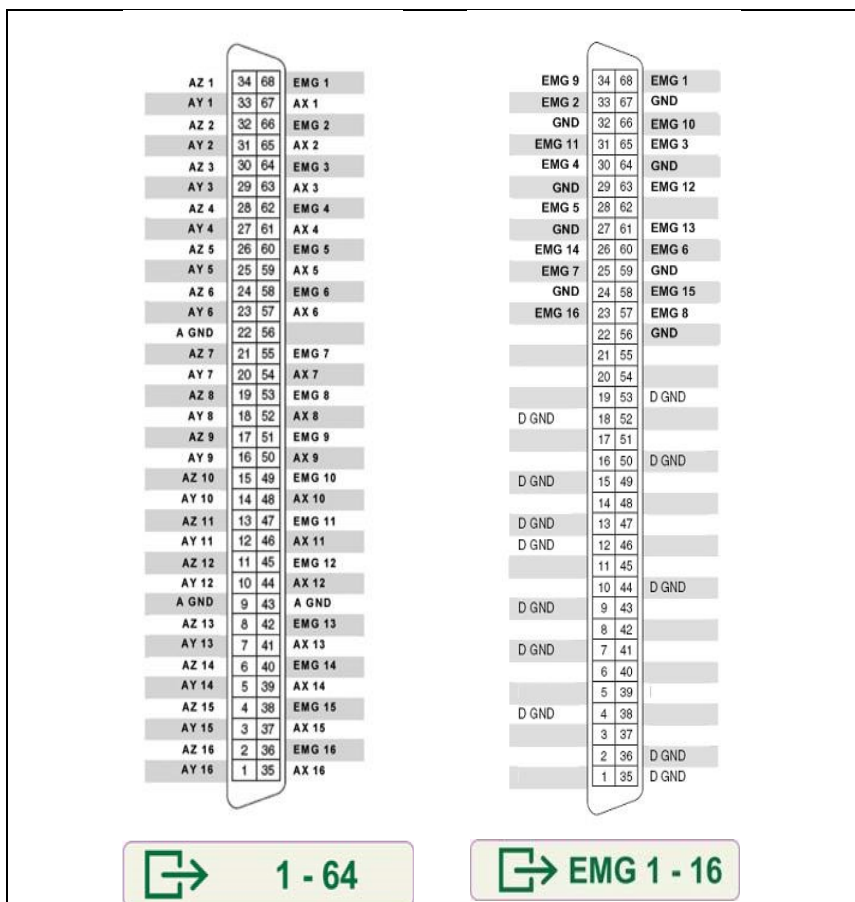 AZ 1 34 68 EMG 1
AY 1 33 67 AX 1
AZ 2 32 66 EMG 2
AY 2 31 65 AX 2
AZ 3 30 64 EMG 3
AY 3 29 63 AX 3
AZ 4 28 62 EMG 4
AY 4 27 61 AX 4
AZ 5 26 60 EMG 5
AY 5 25 59 AX 5
AZ 6 24 58 EMG 6
AY 6 23 57 AX 6
A GND 22 56
AZ 7 21 55 EMG 7
AY 7 20 54 AX 7
AZ 8 19 53 EMG 8
AY 8 18 52 AX 8
AZ 9 17 51 EMG 9
AY 9 16 50 AX 9
AZ 10 15 49 EMG 10
AY 10 14 48 AX 10
AZ 11 13 47 EMG 11
AY 11 12 46 AX 11
AZ 12 11 45 EMG 12
AY 12 10 44 AX 12
A GND 9 43 A GND
AZ 13 8 42 EMG 13
AY 13 7 41 AX 13
AZ 14 6 40 EMG 14
AY 14 5 39 AX 14
AZ 15 4 38 EMG 15
AY 15 3 37 AX 15
AZ 16 2 36 EMG 16
AY 16 1 35 AX 16
1 - 64
EMG 9 34 68 EMG 1
EMG 2 33 67 GND
GND 32 66 EMG 10
EMG 11 31 65 EMG 3
EMG 4 30 64 GND
GND 29 63 EMG 12
EMG 5 28 62
GND 27 61 EMG 13
EMG 14 26 60 EMG 6
EMG 7 25 59 GND
GND 24 58 EMG 15
EMG 16 23 57 EMG 8
22 56 GND
21 55
20 54
19 53 D GND
D GND 18 52
17 51
16 50 D GND
D GND 15 49
14 48
D GND 13 47
D GND 12 46
11 45
10 44 D GND
D GND 9 43
8 42
D GND 7 41
6 40
5 39
D GND 4 38
3 37
2 36 D GND
1 35 D GND
EMG 1 - 16